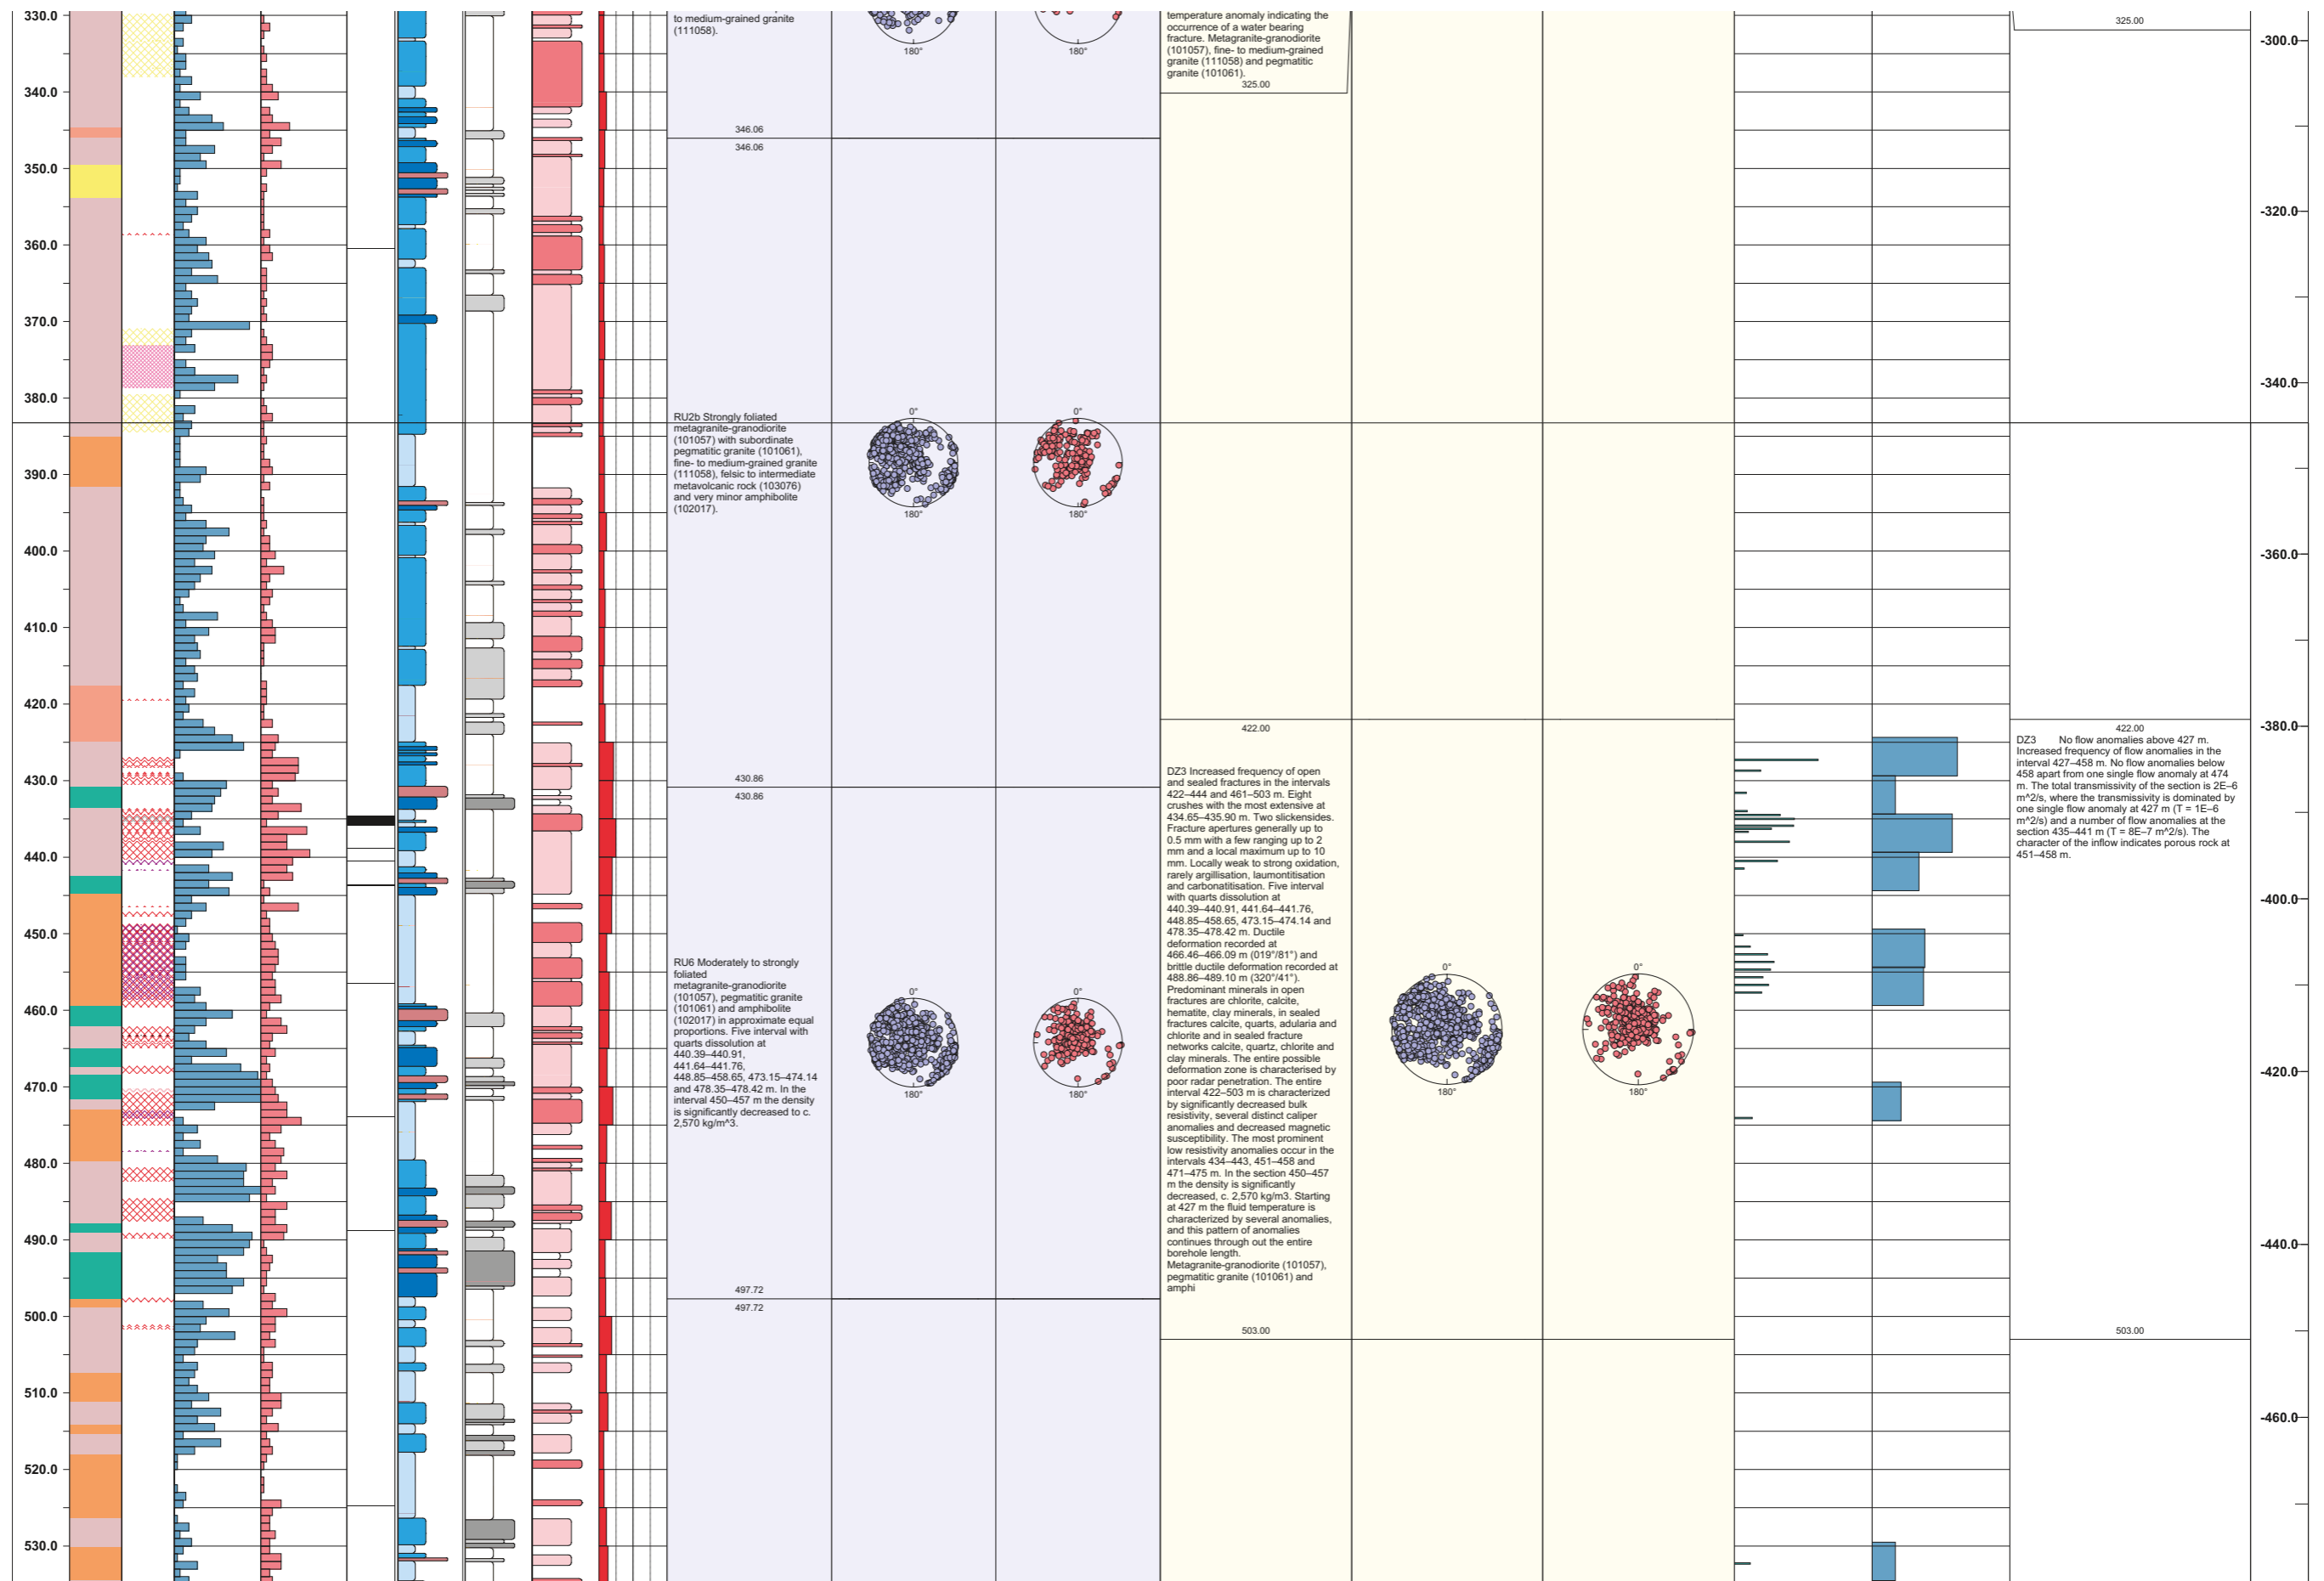 330.0
340.0
350.0
360.0
370.0
380.0
390.0
400.0
410.0
420.0
430.0
440.0
450.0
460.0
470.0
480.0
490.0
500.0
510.0
520.0
530.0
to medium-grained granite
(111058).
346.06
346.06
RU2b Strongly foliated
metagranite-granodiorite
(101057) with subordinate
pegmatitic granite (101061),
fine- to medium-grained granite
(111058), felsic to intermediate
metavolcanic rock (103076)
and very minor amphibolite
(102017).
430.86
430.86
RU6 Moderately to strongly
foliated
metagranite-granodiorite
(101057), pegmatitic granite
(101061) and amphibolite
(102017) in approximate equal
proportions. Five interval with
quarts dissolution at
440.39–440.91,
441.64–441.76,
448.85–458.65, 473.15–474.14
and 478.35–478.42 m. In the
interval 450–457 m the density
is significantly decreased to c.
2,570 kg/m^3.
497.72
497.72
180°
180°
0°
0°
180°
180°
0°
0°
180°
180°
temperature anomaly indicating the
occurrence of a water bearing
fracture. Metagranite-granodiorite
(101057), fine- to medium-grained
granite (111058) and pegmatitic
granite (101061).
325.00
422.00
DZ3 Increased frequency of open
and sealed fractures in the intervals
422–444 and 461–503 m. Eight
crushes with the most extensive at
434.65–435.90 m. Two slickensides.
Fracture apertures generally up to
0.5 mm with a few ranging up to 2
mm and a local maximum up to 10
mm. Locally weak to strong oxidation,
rarely argillisation, laumontitisation
and carbonatitisation. Five interval
with quarts dissolution at
440.39–440.91, 441.64–441.76,
448.85–458.65, 473.15–474.14 and
478.35–478.42 m. Ductile
deformation recorded at
466.46–466.09 m (019°/81°) and
brittle ductile deformation recorded at
488.86–489.10 m (320°/41°).
Predominant minerals in open
fractures are chlorite, calcite,
hematite, clay minerals, in sealed
fractures calcite, quarts, adularia and
chlorite and in sealed fracture
networks calcite, quartz, chlorite and
clay minerals. The entire possible
deformation zone is characterised by
poor radar penetration. The entire
interval 422–503 m is characterized
by significantly decreased bulk
resistivity, several distinct caliper
anomalies and decreased magnetic
susceptibility. The most prominent
low resistivity anomalies occur in the
intervals 434–443, 451–458 and
471–475 m. In the section 450–457
m the density is significantly
decreased, c. 2,570 kg/m3. Starting
at 427 m the fluid temperature is
characterized by several anomalies,
and this pattern of anomalies
continues through out the entire
borehole length.
Metagranite-granodiorite (101057),
pegmatitic granite (101061) and
amphi
503.00
0°
0°
180°
180°
325.00
422.00
DZ3 No flow anomalies above 427 m.
Increased frequency of flow anomalies in the
interval 427–458 m. No flow anomalies below
458 apart from one single flow anomaly at 474
m. The total transmissivity of the section is 2E–6
m^2/s, where the transmissivity is dominated by
one single flow anomaly at 427 m (T = 1E–6
m^2/s) and a number of flow anomalies at the
section 435–441 m (T = 8E–7 m^2/s). The
character of the inflow indicates porous rock at
451–458 m.
503.00
-300.0
-320.0
-340.0
-360.0
-380.0
-400.0
-420.0
-440.0
-460.0